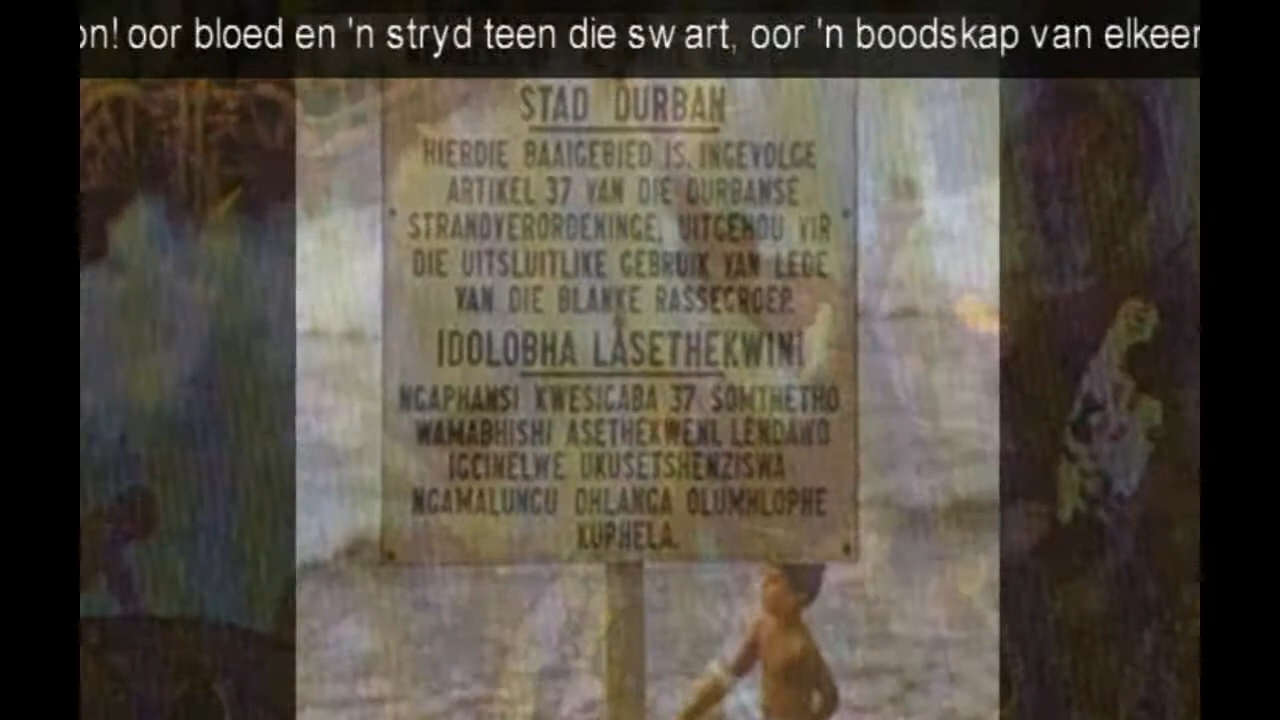 on! oor bloed en 'n stryd teen die swart, oor 'n boodskap van elkeer
STAD DURBAN
HIERDIE BAAIGEBIED IS, INGEVOLGE
ARTIKEL 37 VAN DIE DURBANSE
STRANDVERORDENINGE, UITGEHOU VIR
DIE UITSLUITLIKE GEBRUIK VAN LEDE
VAN DIE BLANKE RASSEGROEP.
IDOLOBHA LASETHEKWINI
NGAPHANSI KWESIGABA 37 SOMTHETHO
WAMABHISHI ASETHEKWENI, LENDAWO
IGCINELWE UKUSETSHENZISWA
NGAMALUNGU OHLANGA OLUMHLOPHE
KUPHELA.